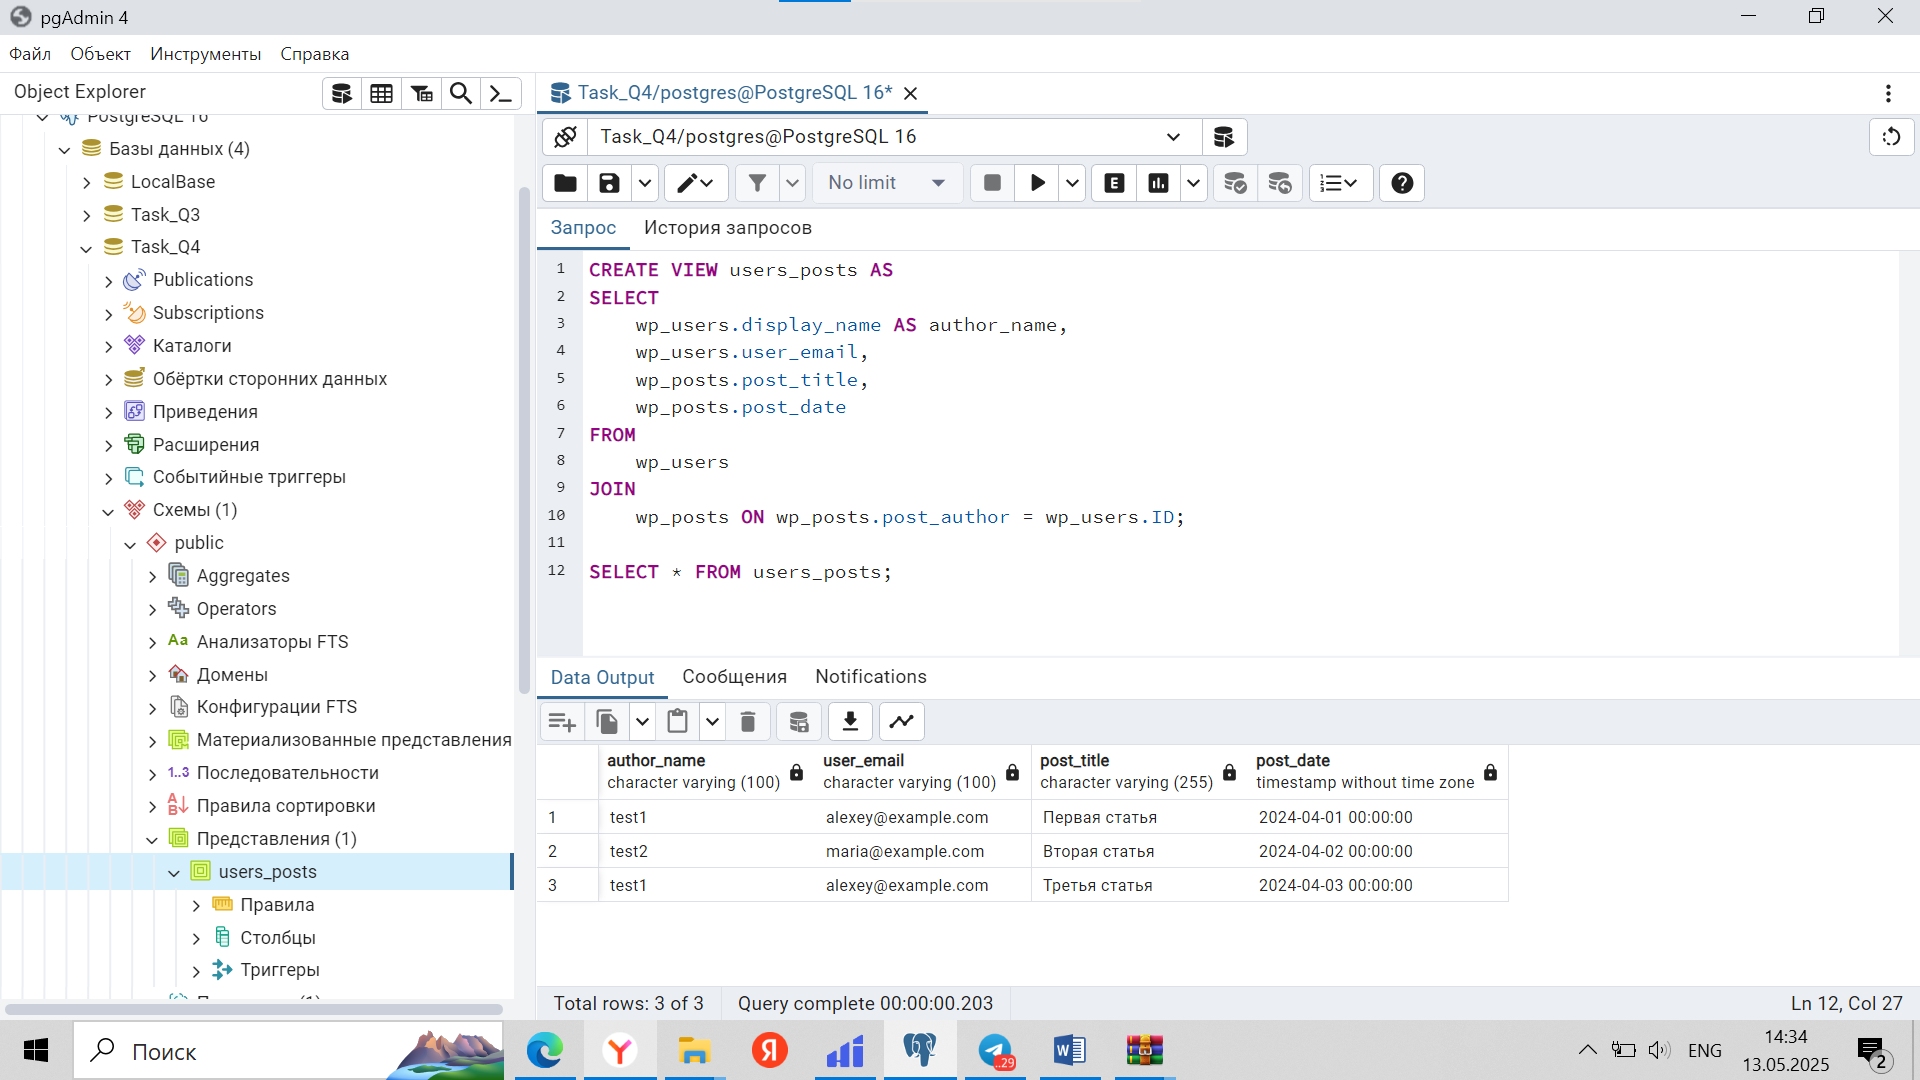 pgAdmin 4
Файл Объект Инструменты Справка
Object Explorer
PostgreSQL 16
Базы данных (4)
LocalBase
Task_Q3
Task_Q4
Publications
Subscriptions
Каталоги
Обёртки сторонних данных
Приведения
Расширения
Событийные триггеры
Схемы (1)
public
Aggregates
Operators
Aa Анализаторы FTS
Домены
Конфигурации FTS
Материализованные представления
1..3 Последовательности
Правила сортировки
Представления (1)
users_posts
Правила
Столбцы
Триггеры
Task_Q4/postgres@PostgreSQL 16*
Task_Q4/postgres@PostgreSQL 16
No limit
E
Запрос История запросов
1 CREATE VIEW users_posts AS
2 SELECT
3 wp_users.display_name AS author_name,
4 wp_users.user_email,
5 wp_posts.post_title,
6 wp_posts.post_date
7 FROM
8 wp_users
9 JOIN
10 wp_posts ON wp_posts.post_author = wp_users.ID;
11
12 SELECT * FROM users_posts;
Data Output Сообщения Notifications
author_name user_email post_title post_date
character varying (100) character varying (100) character varying (255) timestamp without time zone
1 test1 alexey@example.com Первая статья 2024-04-01 00:00:00
2 test2 maria@example.com Вторая статья 2024-04-02 00:00:00
3 test1 alexey@example.com Третья статья 2024-04-03 00:00:00
Total rows: 3 of 3 Query complete 00:00:00.203 Ln 12, Col 27
Поиск
Я
..29
ENG
14:34
13.05.2025
2